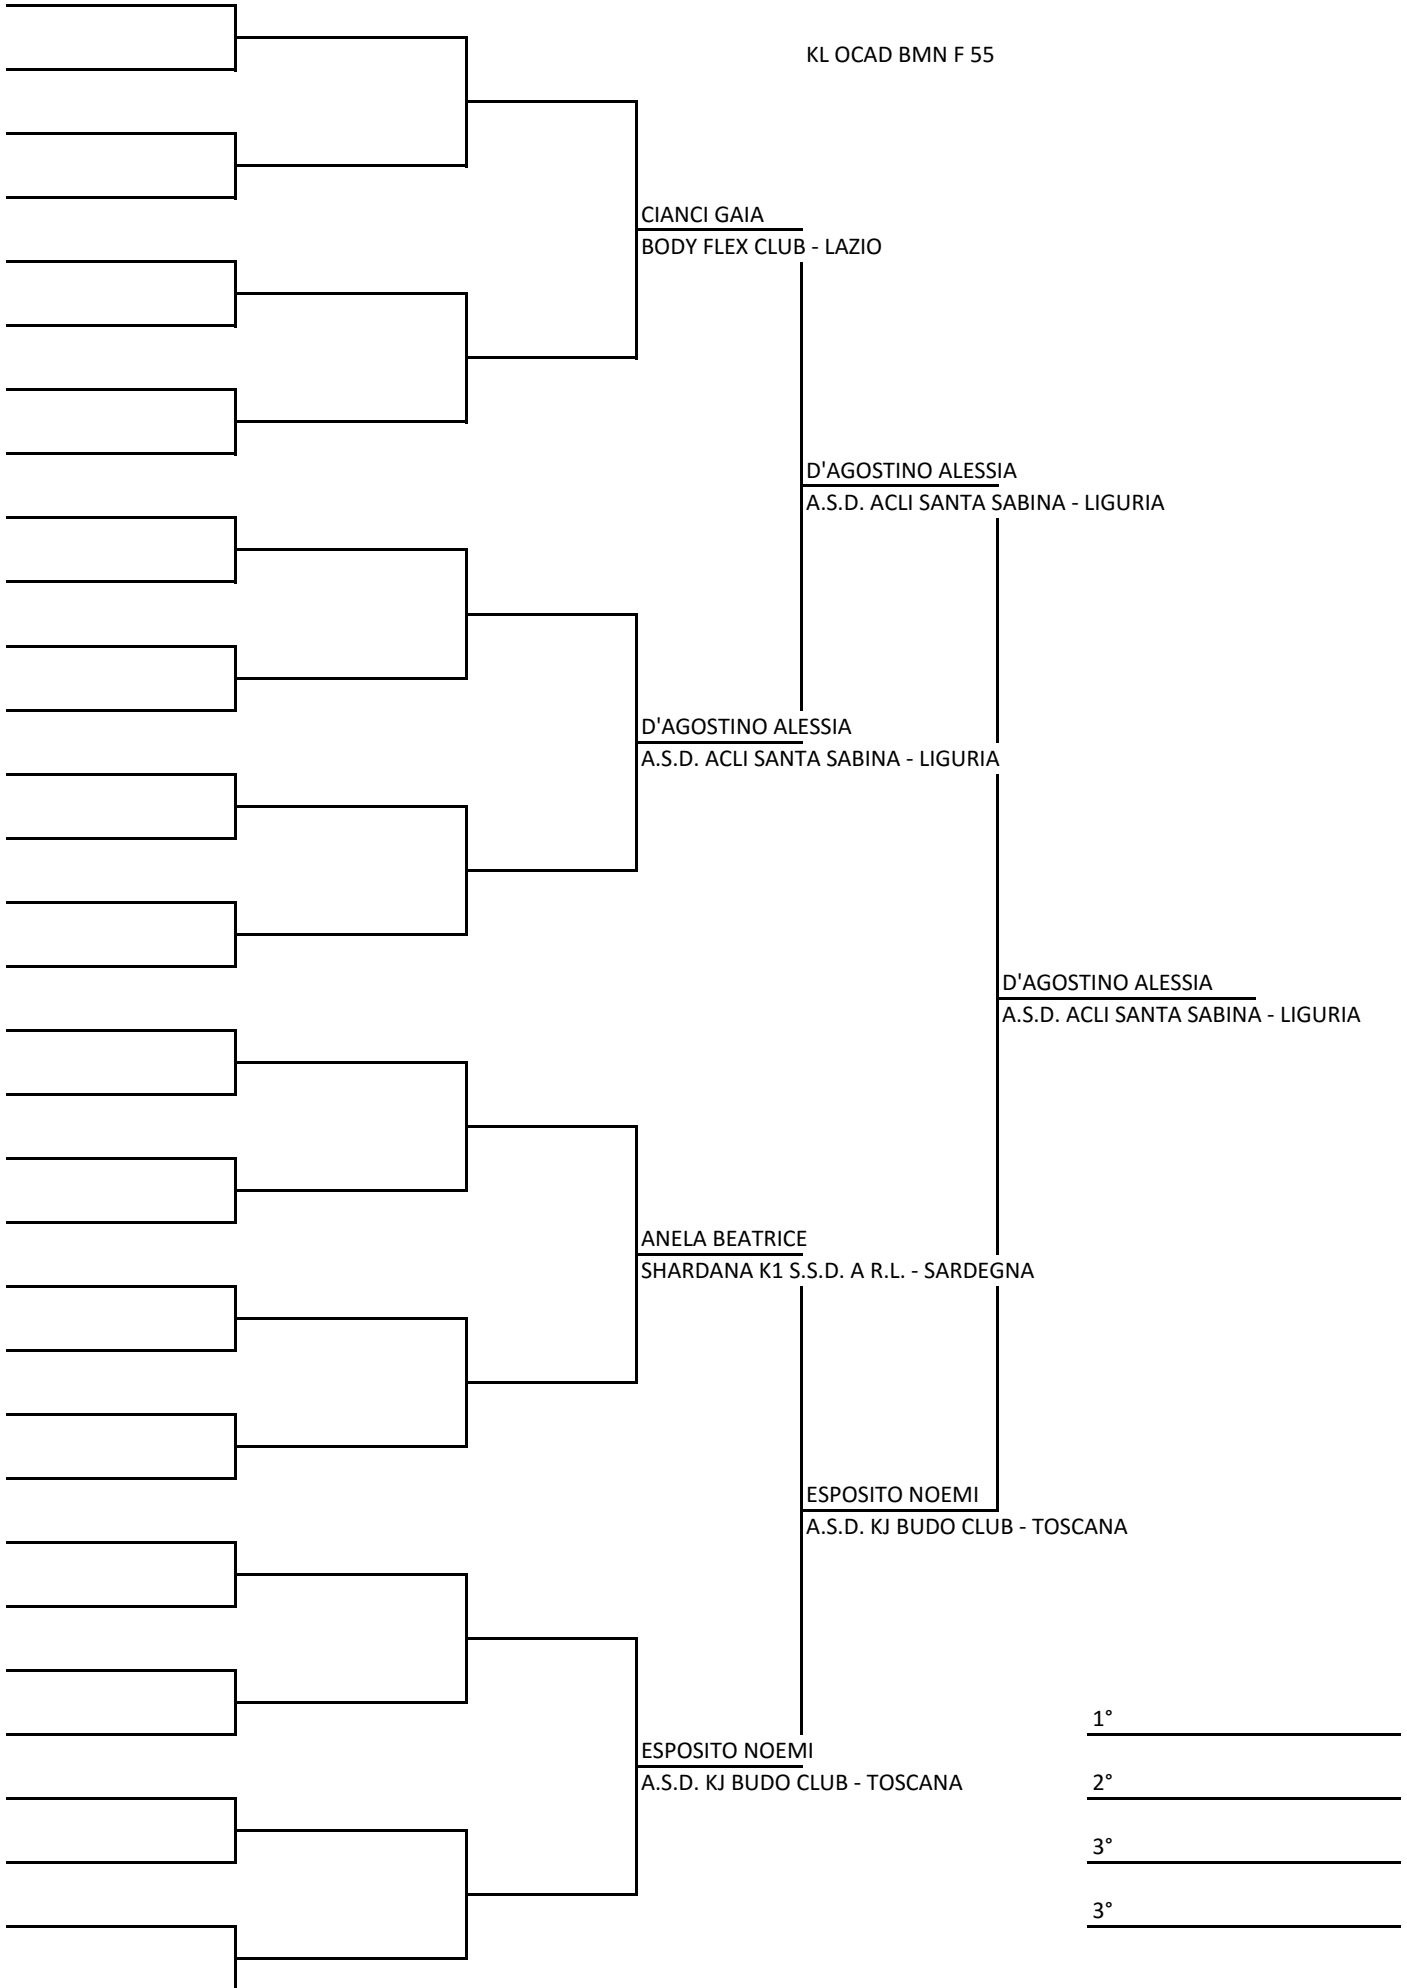 KL OCAD BMN F 55
CIANCI GAIA
BODY FLEX CLUB - LAZIO
D'AGOSTINO ALESSIA
A.S.D. ACLI SANTA SABINA - LIGURIA
D'AGOSTINO ALESSIA
A.S.D. ACLI SANTA SABINA - LIGURIA
D'AGOSTINO ALESSIA
A.S.D. ACLI SANTA SABINA - LIGURIA
ANELA BEATRICE
SHARDANA K1 S.S.D. A R.L. - SARDEGNA
ESPOSITO NOEMI
A.S.D. KJ BUDO CLUB - TOSCANA
1°
ESPOSITO NOEMI
A.S.D. KJ BUDO CLUB - TOSCANA
2°
3°
3°